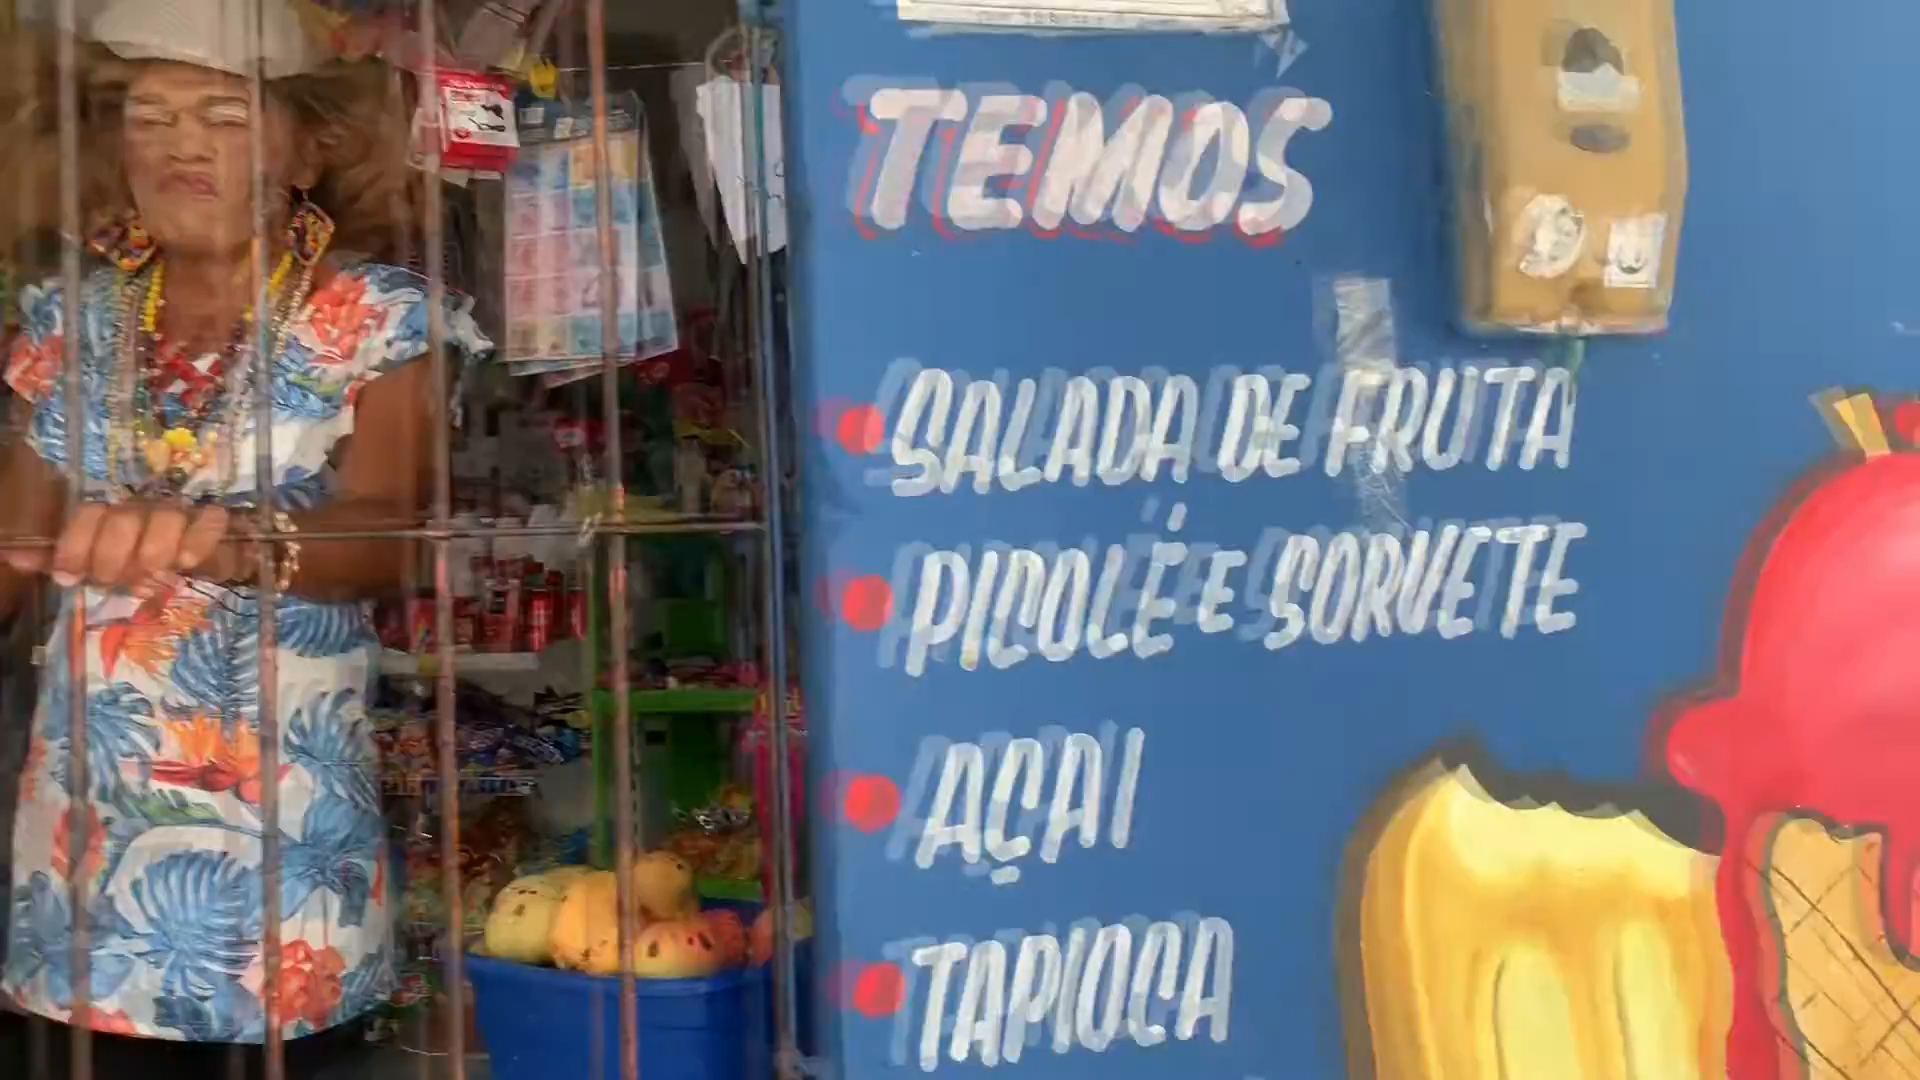 TEMOS
SALADA DE FRUTA
PICOLÉ E SORVETE
AÇAI
TAPIOCA